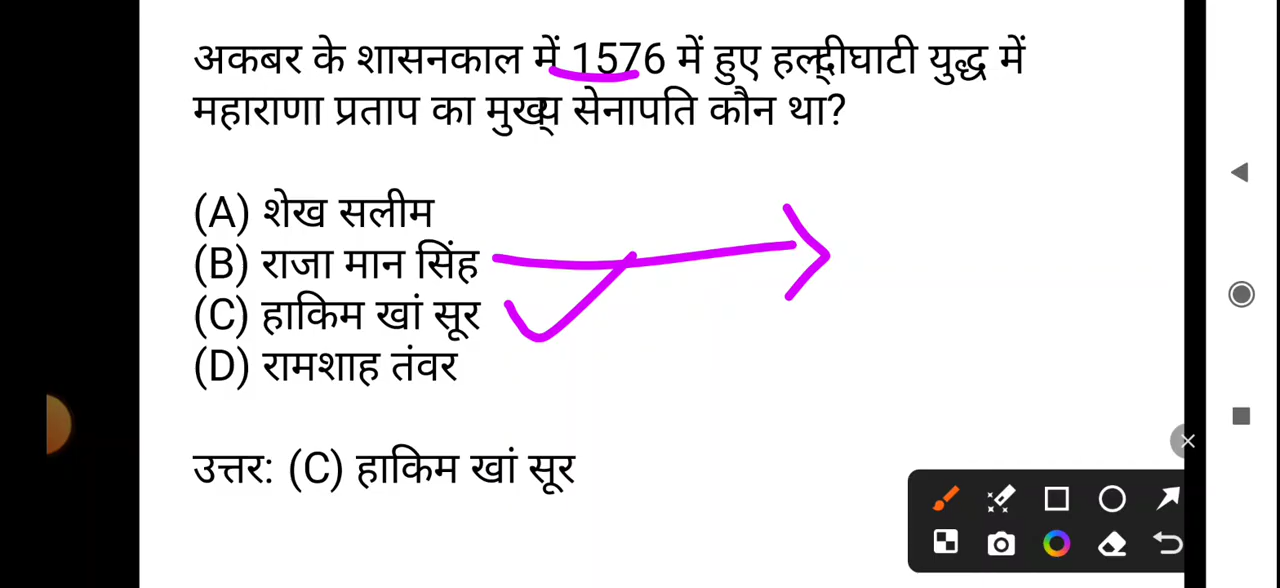 अकबर के शासनकाल में 1576 में हुए हल्दीघाटी युद्ध में
महाराणा प्रताप का मुख्य सेनापति कौन था?
(A) शेख सलीम
(B) राजा मान सिंह
(C) हाकिम खां सूर
(D) रामशाह तंवर
उत्तर: (C) हाकिम खां सूर